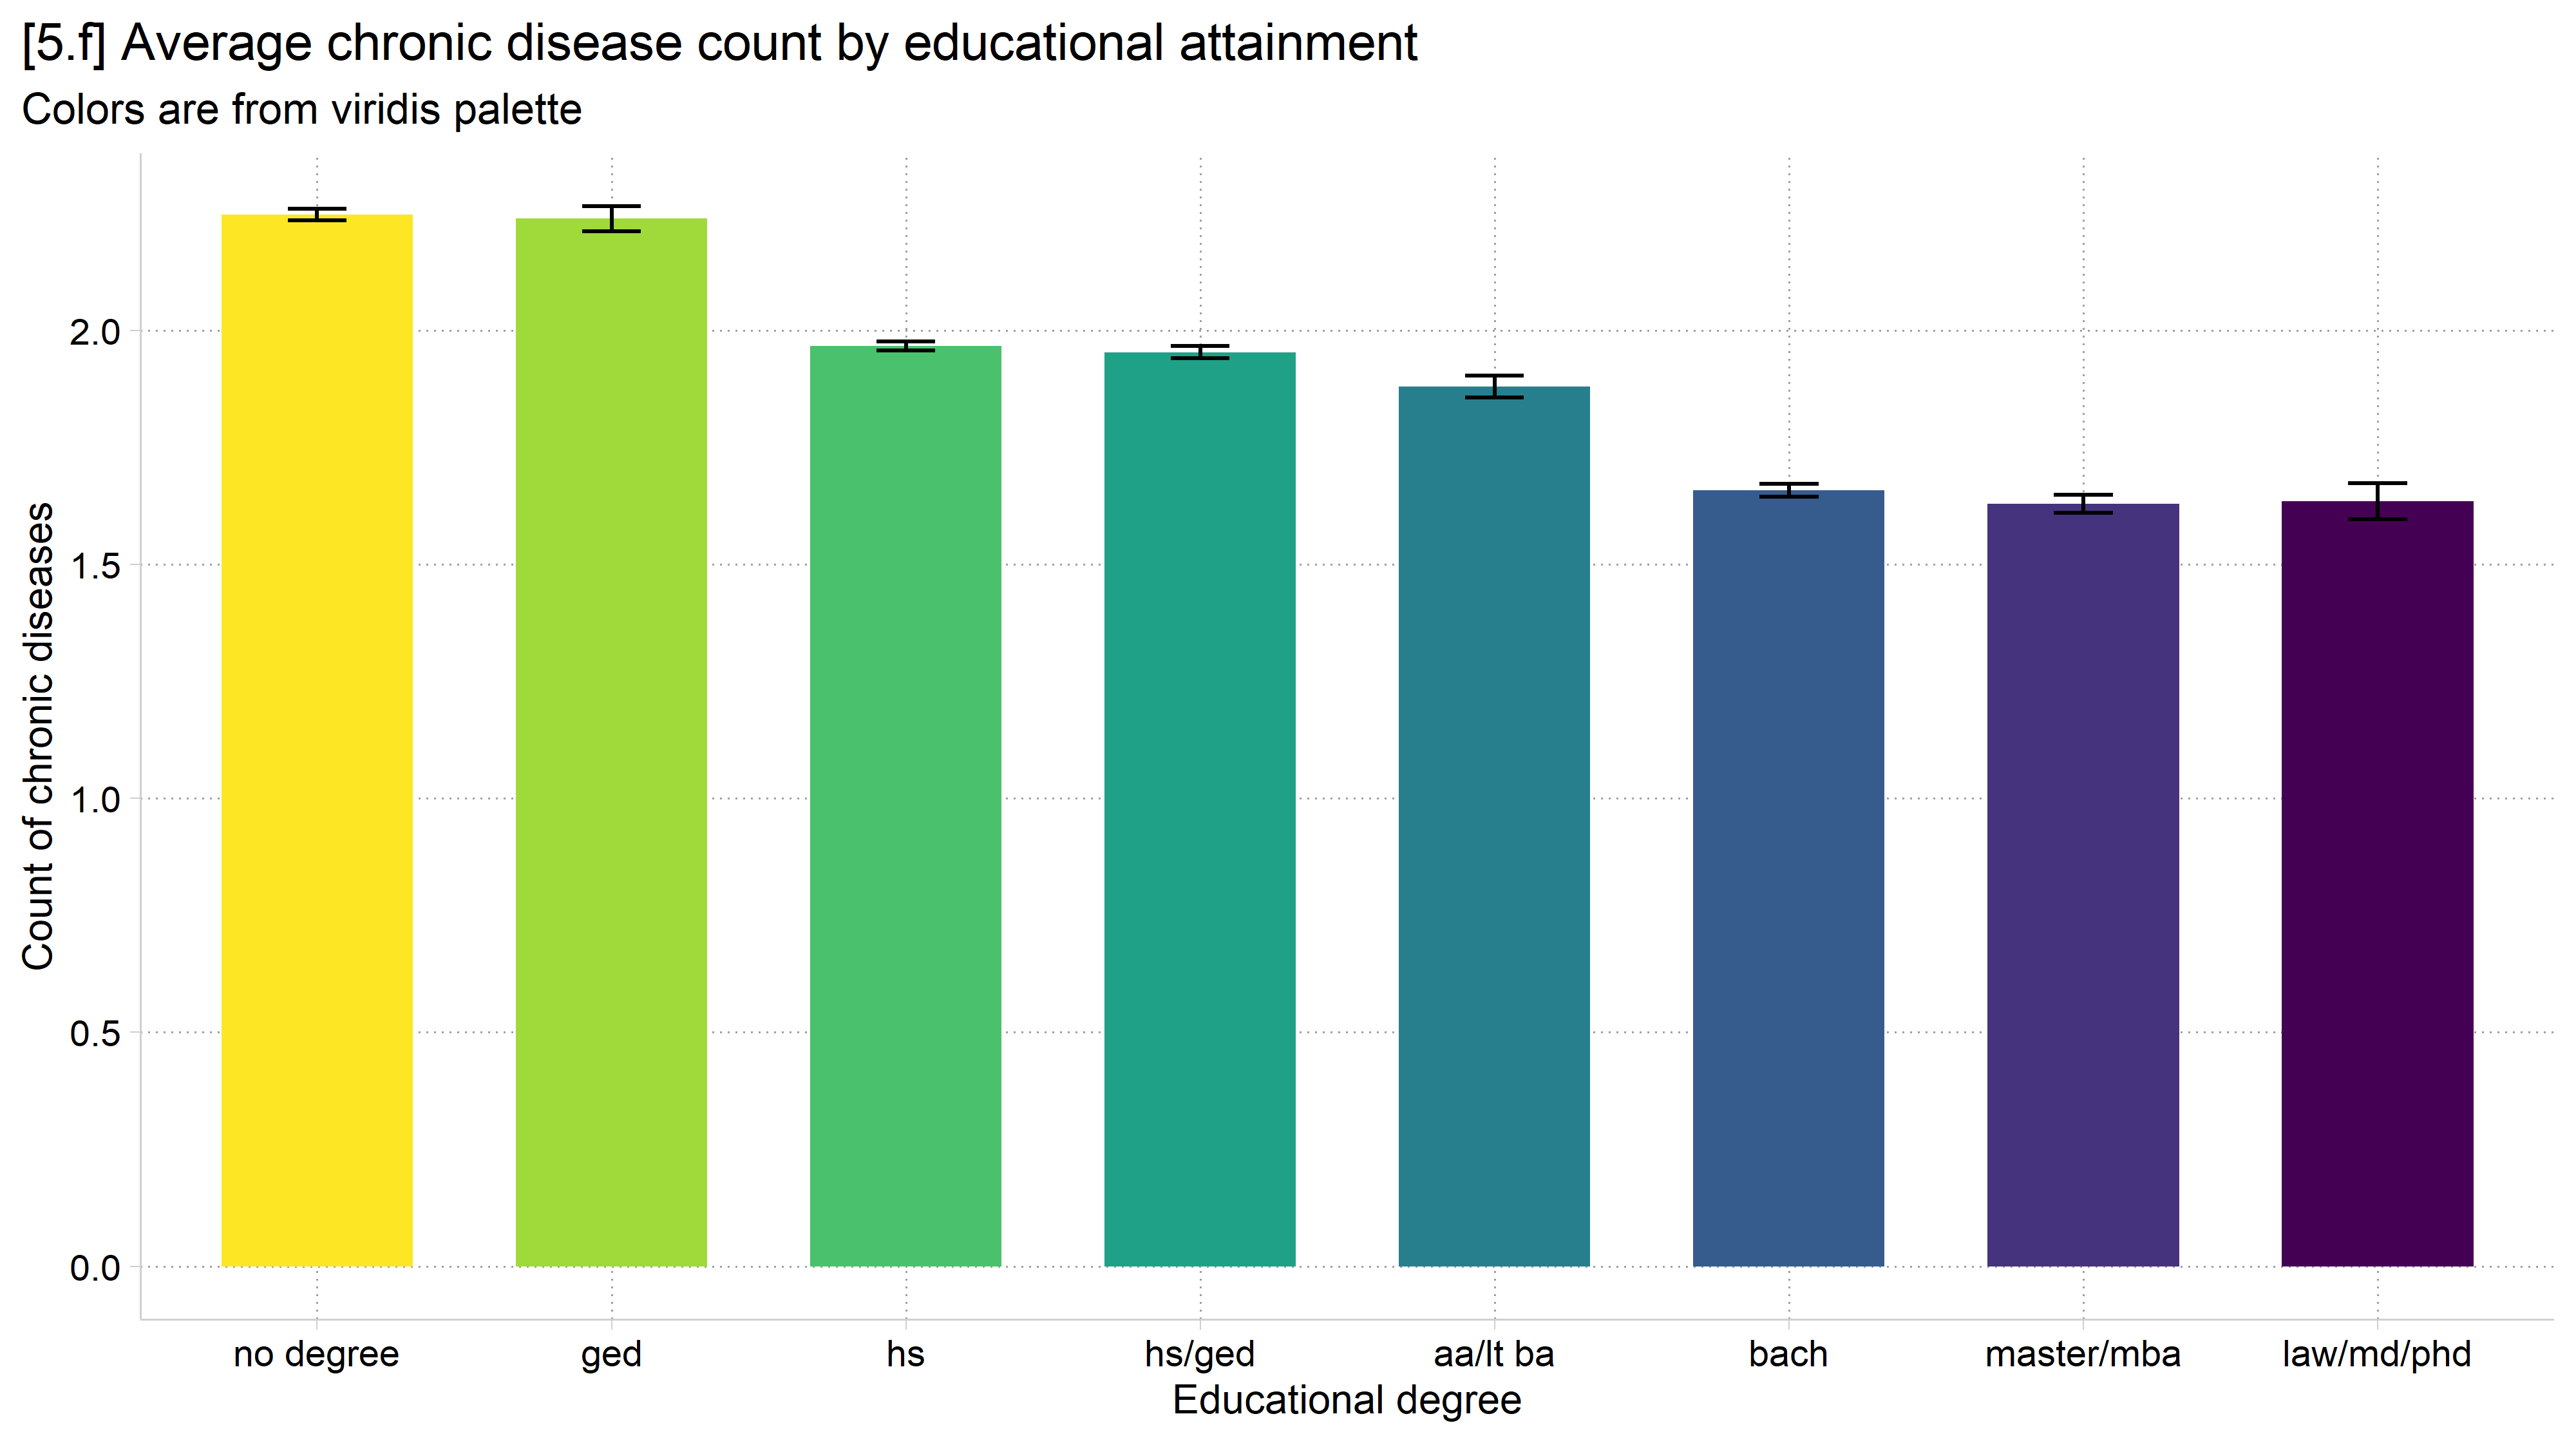 [5.f] Average chronic disease count by educational attainment
Colors are from viridis palette
Count of chronic diseases
2.0
1.5
1.0
0.5
0.0
no degree ged hs hs/ged aa/lt ba bach master/mba law/md/phd
Educational degree